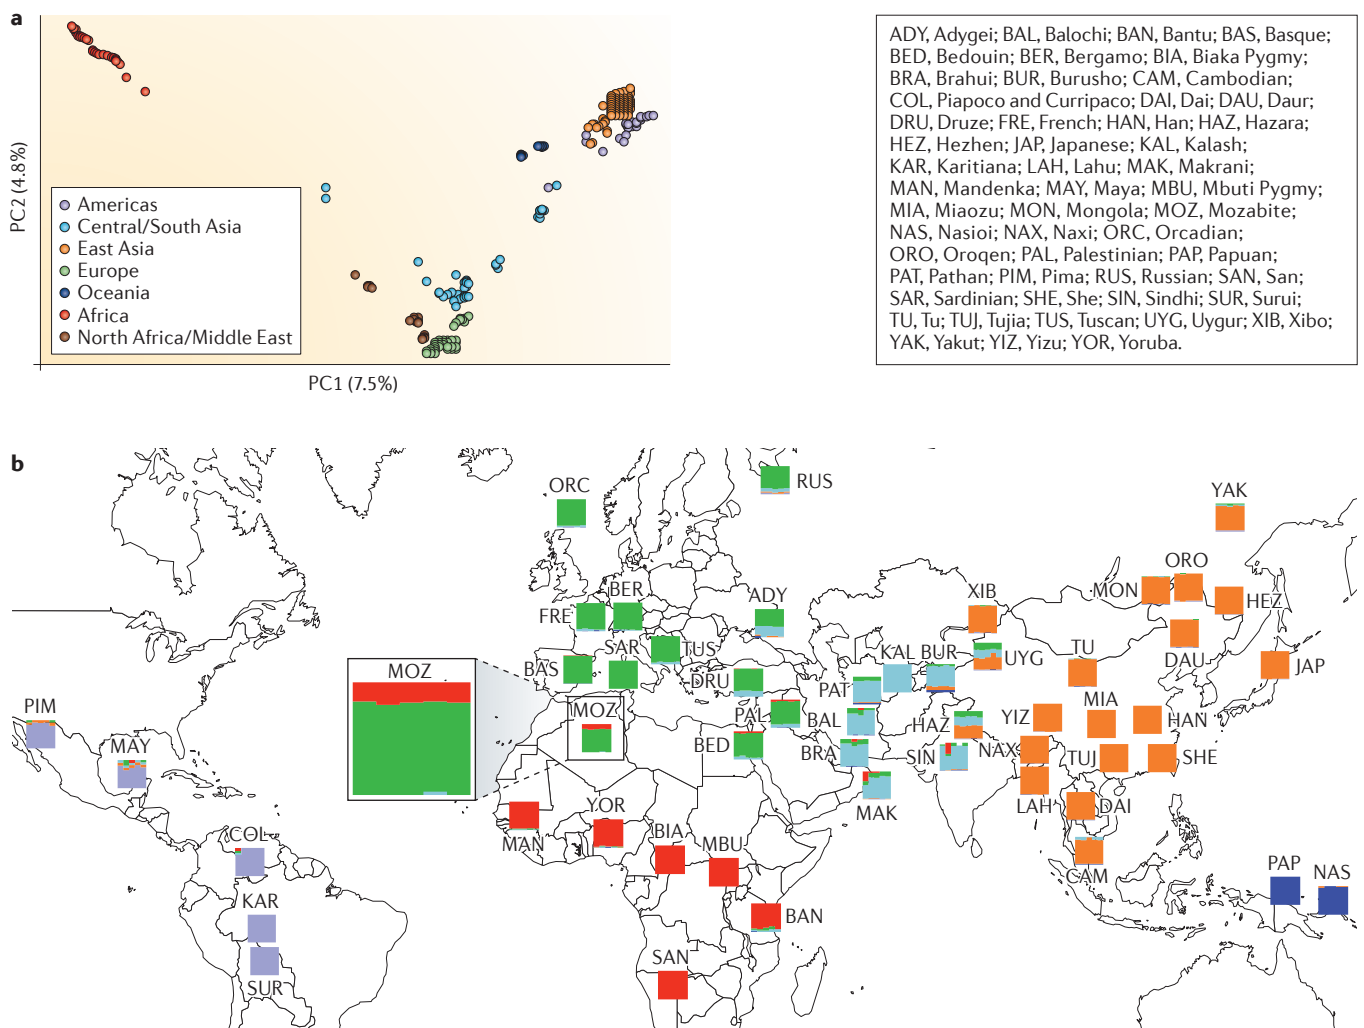 a
PC2 (4.8%)
Americas
Central/South Asia
East Asia
Europe
Oceania
Africa
North Africa/Middle East
PC1 (7.5%)
ADY, Adygei; BAL, Balochi; BAN, Bantu; BAS, Basque;
BED, Bedouin; BER, Bergamo; BIA, Biaka Pygmy;
BRA, Brahui; BUR, Burusho; CAM, Cambodian;
COL, Piapoco and Curripaco; DAI, Dai; DAU, Daur;
DRU, Druze; FRE, French; HAN, Han; HAZ, Hazara;
HEZ, Hezhen; JAP, Japanese; KAL, Kalash;
KAR, Karitiana; LAH, Lahu; MAK, Makrani;
MAN, Mandenka; MAY, Maya; MBU, Mbuti Pygmy;
MIA, Miaozu; MON, Mongola; MOZ, Mozabite;
NAS, Nasioi; NAX, Naxi; ORC, Orcadian;
ORO, Oroqen; PAL, Palestinian; PAP, Papuan;
PAT, Pathan; PIM, Pima; RUS, Russian; SAN, San;
SAR, Sardinian; SHE, She; SIN, Sindhi; SUR, Surui;
TU, Tu; TUJ, Tujia; TUS, Tuscan; UYG, Uygur; XIB, Xibo;
YAK, Yakut; YIZ, Yizu; YOR, Yoruba.
b
ORC
RUS
YAK
ORO
MON
HEZ
BER
FRE
ADY
XIB
SAR
TUS
BAS
DRU
KAL
BUR
UYG
TU
DAU
JAP
MOZ
PAT
PIM
MOZ
PAL
BAL
HAZ
YIZ
MIA
HAN
MAY
BED
BRA
SIN
NAX
TUJ
SHE
MAK
LAH
DAI
YOR
MAN
BIA
MBU
COL
CAM
PAP
NAS
KAR
BAN
SAN
SUR